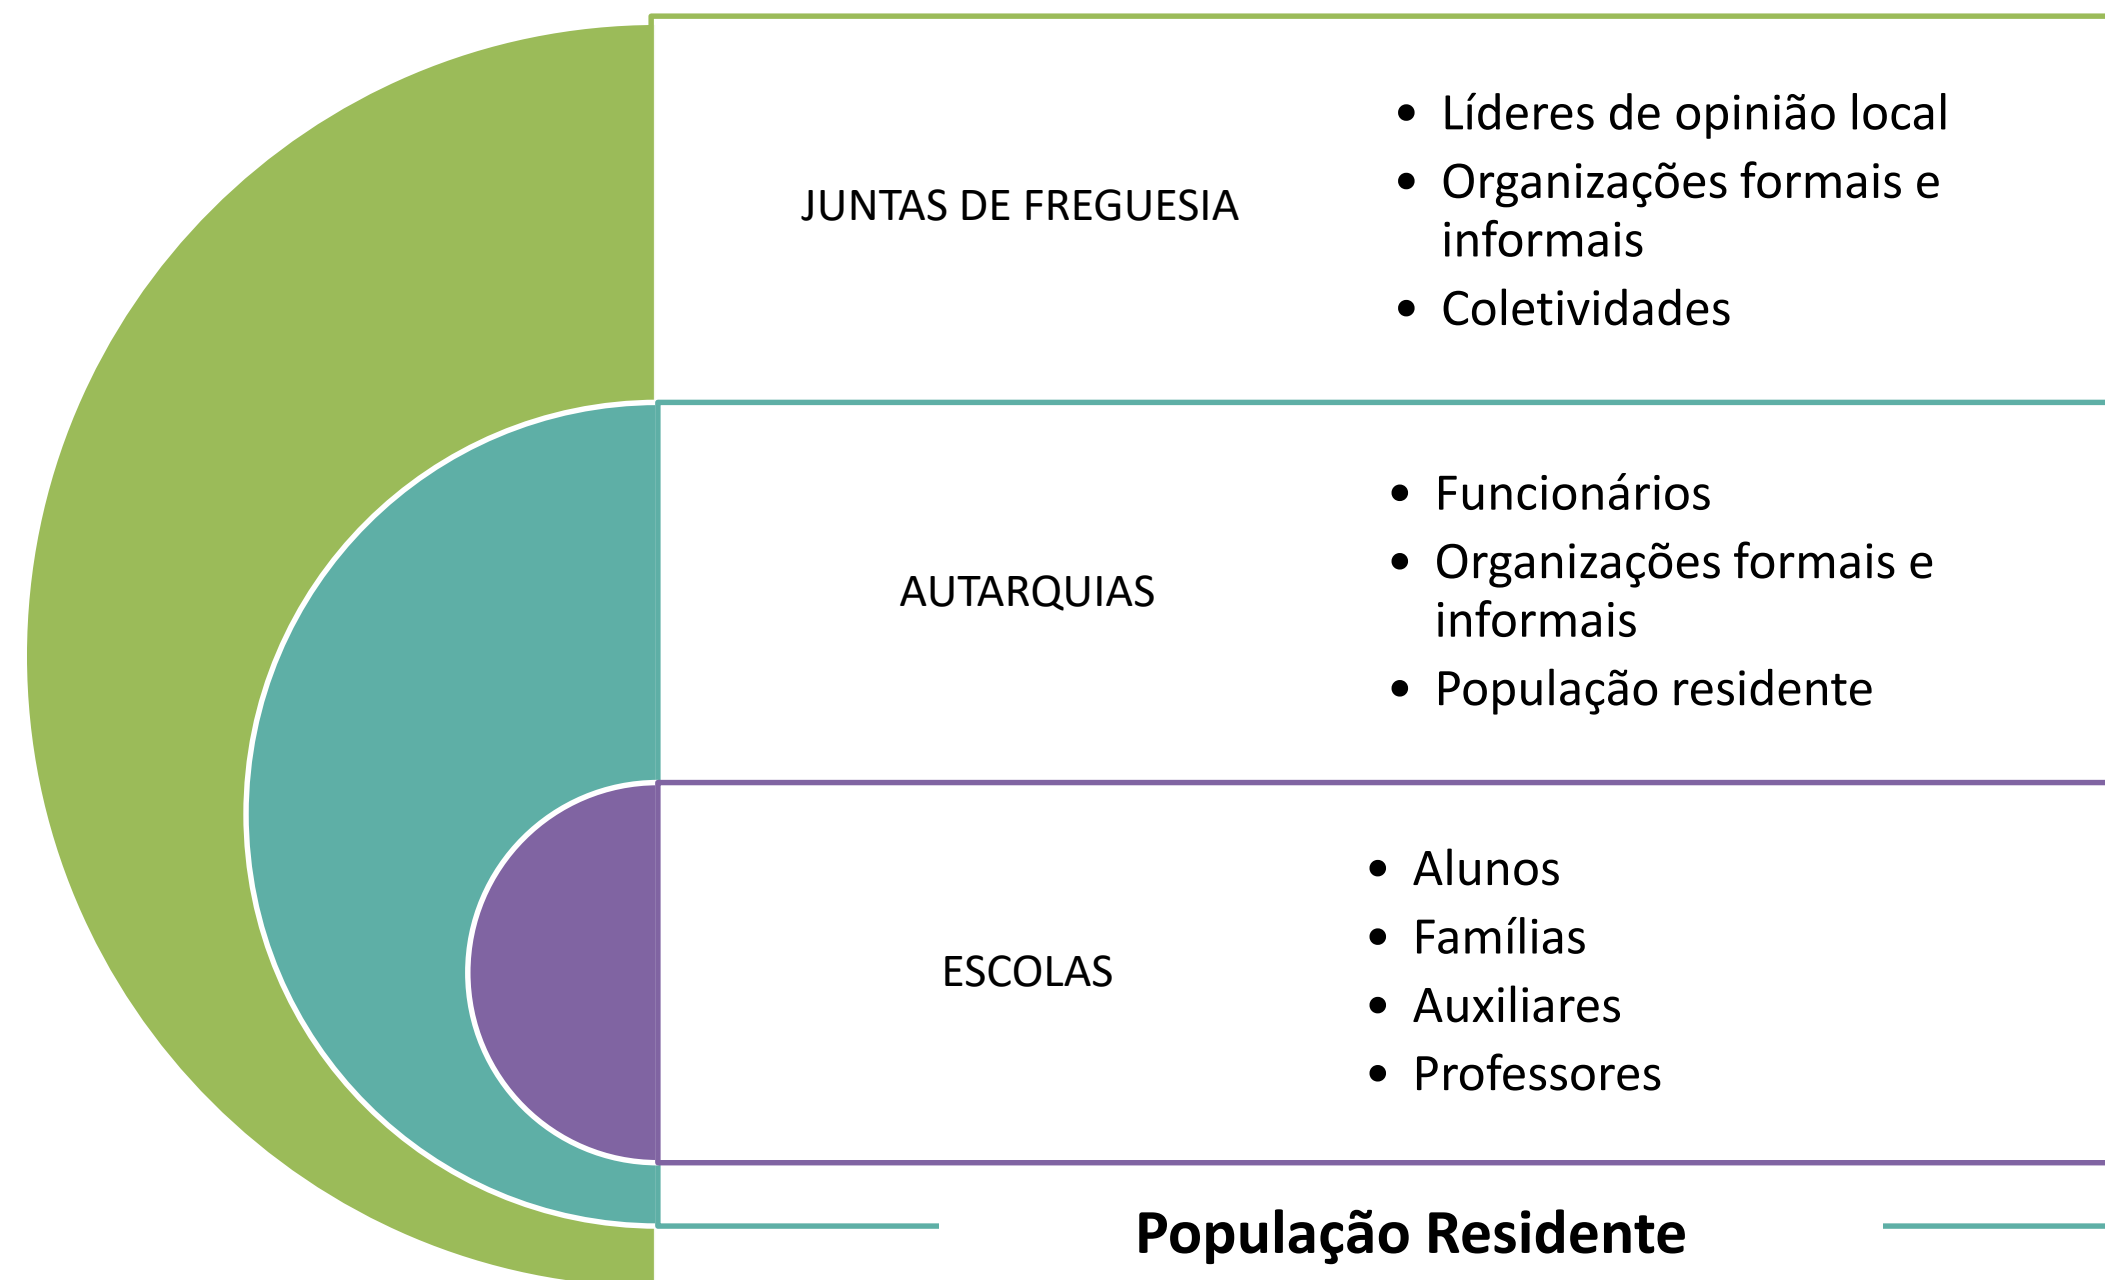 JUNTAS DE FREGUESIA
• Líderes de opinião local
• Organizações formais e
informais
• Coletividades
AUTARQUIAS
• Funcionários
• Organizações formais e
informais
• População residente
ESCOLAS
• Alunos
• Famílias
• Auxiliares
• Professores
População Residente